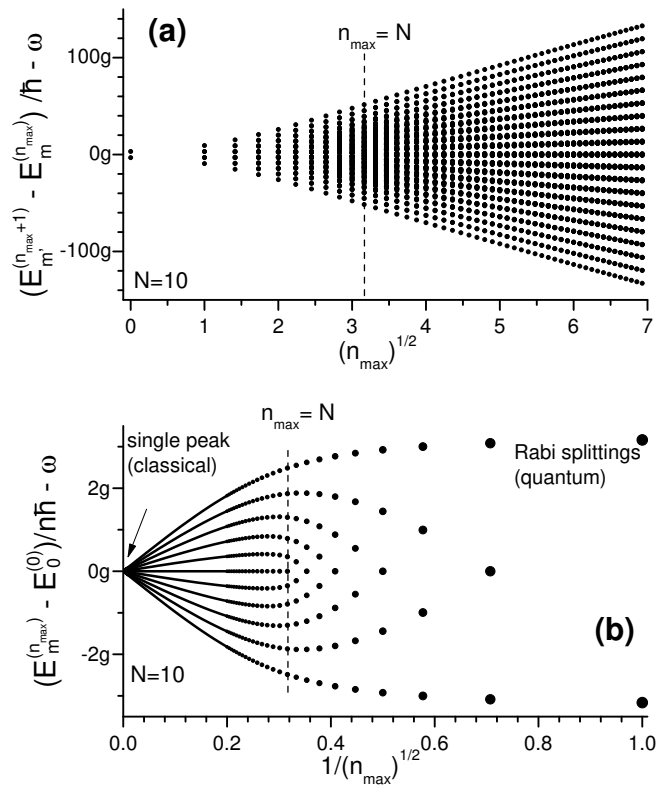 (a)
n_max = N
100g
0g
-100g
(E_m'^(n_max+1) - E_m^(n_max)) /ħ - ω
N=10
0 1 2 3 4 5 6 7
(n_max)^1/2
n_max = N
single peak
(classical)
Rabi splittings
(quantum)
2g
0g
-2g
(E_m^(n_max) - E_0^(0))/nħ - ω
(b)
N=10
0.0 0.2 0.4 0.6 0.8 1.0
1/(n_max)^1/2